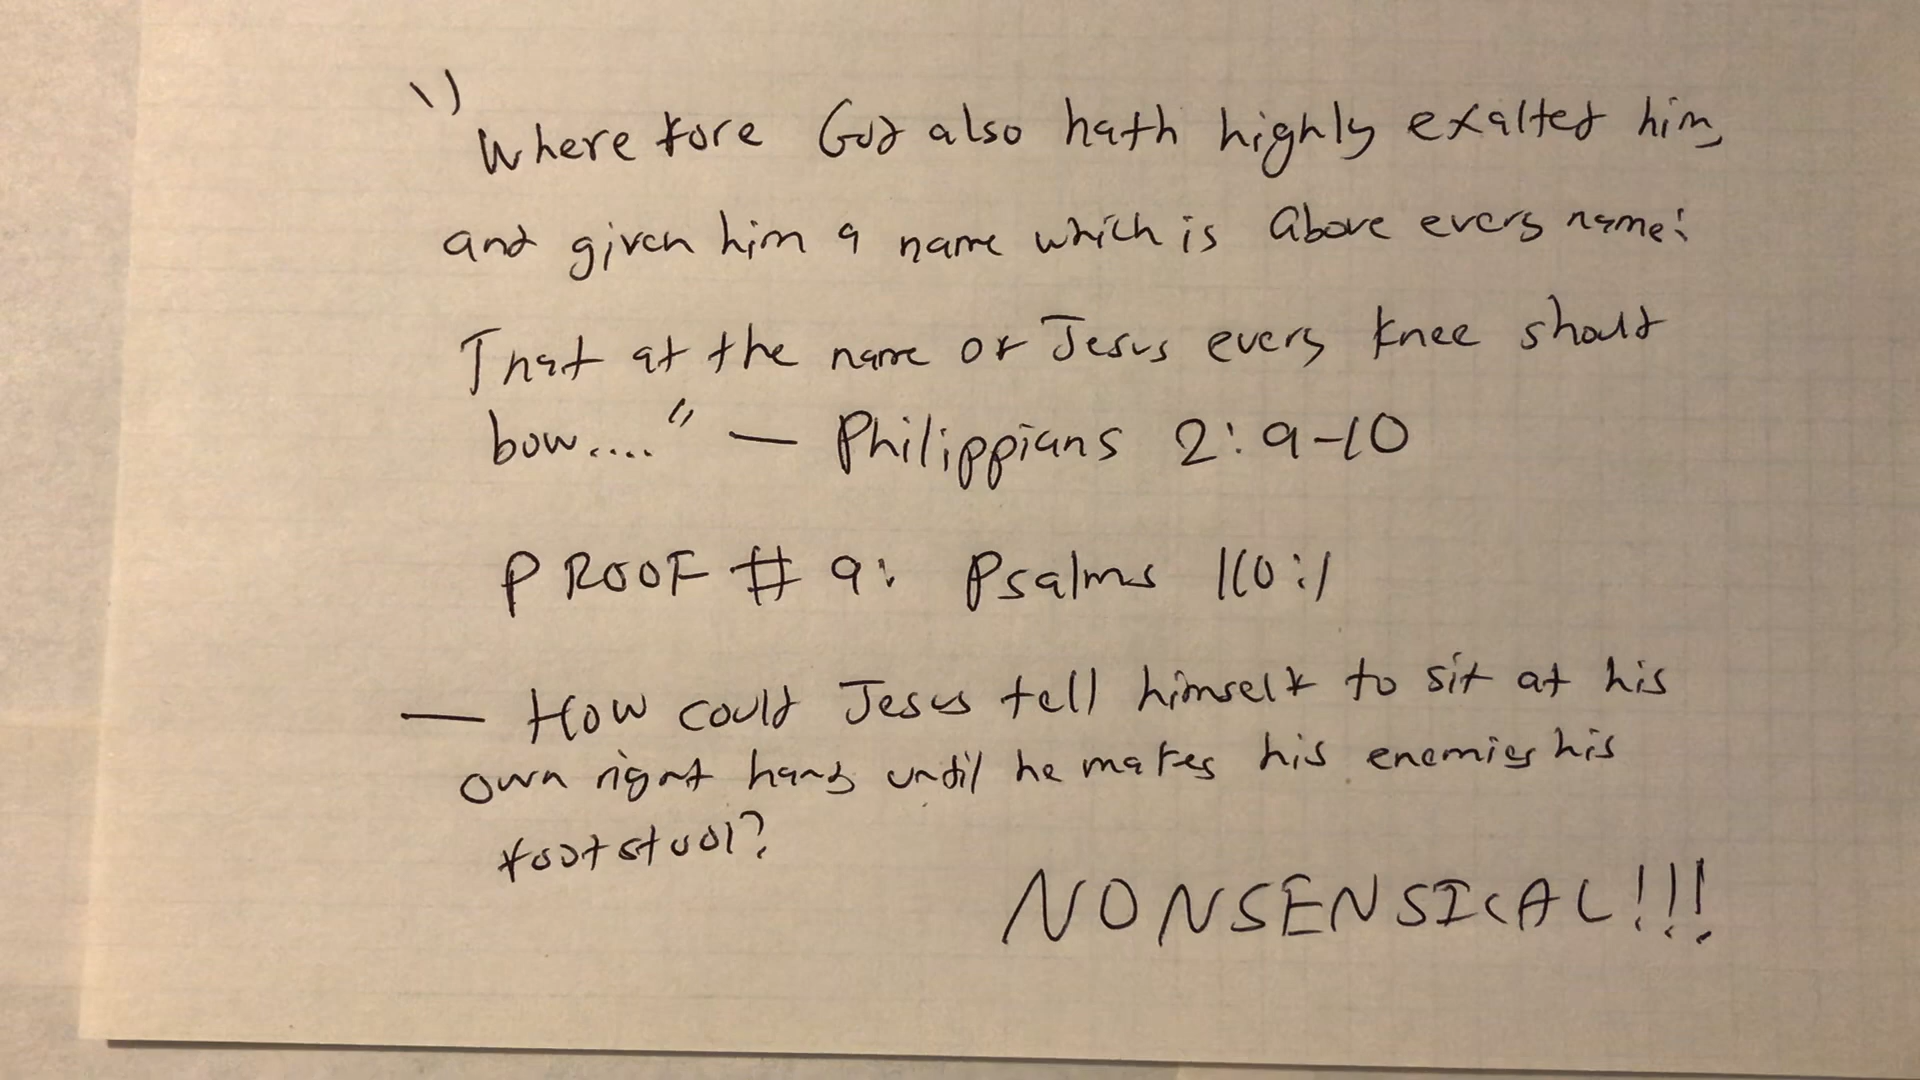 "Wherefore God also hath highly exalted him,
and given him a name which is above every name:
That at the name of Jesus every knee should
bow...." — Philippians 2:9-10
PROOF # 9: Psalms 110:1
— How could Jesus tell himself to sit at his
own right hand until he makes his enemies his
footstool?
NONSENSICAL!!!